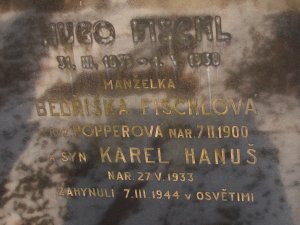 HUGO FISCHL
MANŽELKA
BEDŘIŠKA FISCHLOVÁ
POPPEROVÁ NAR. 7.II.1900
A SYN KAREL HANUŠ
NAR. 27.V.1933
ZAHYNULI 7.III.1944 V OSVĚTIMI